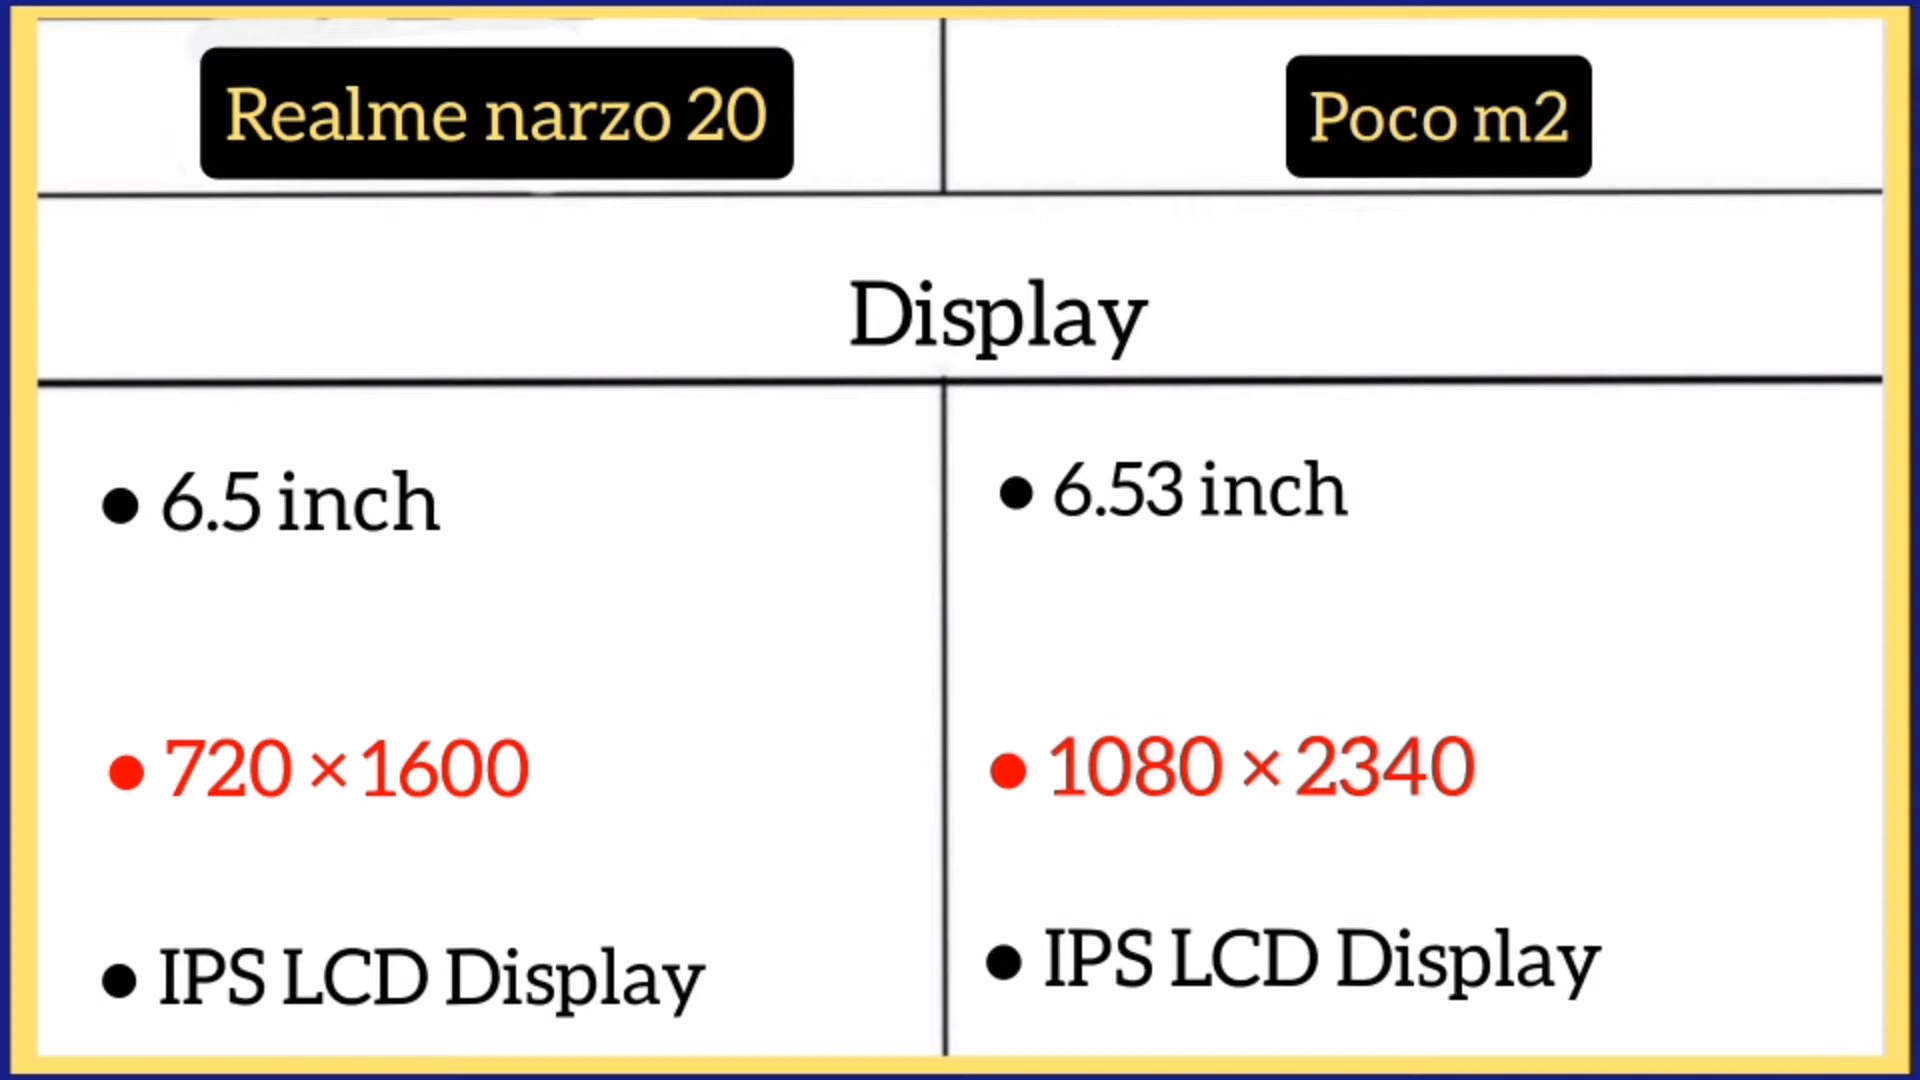 Realme narzo 20
Poco m2
Display
● 6.5 inch
● 6.53 inch
● 720 × 1600
● 1080 × 2340
● IPS LCD Display
● IPS LCD Display